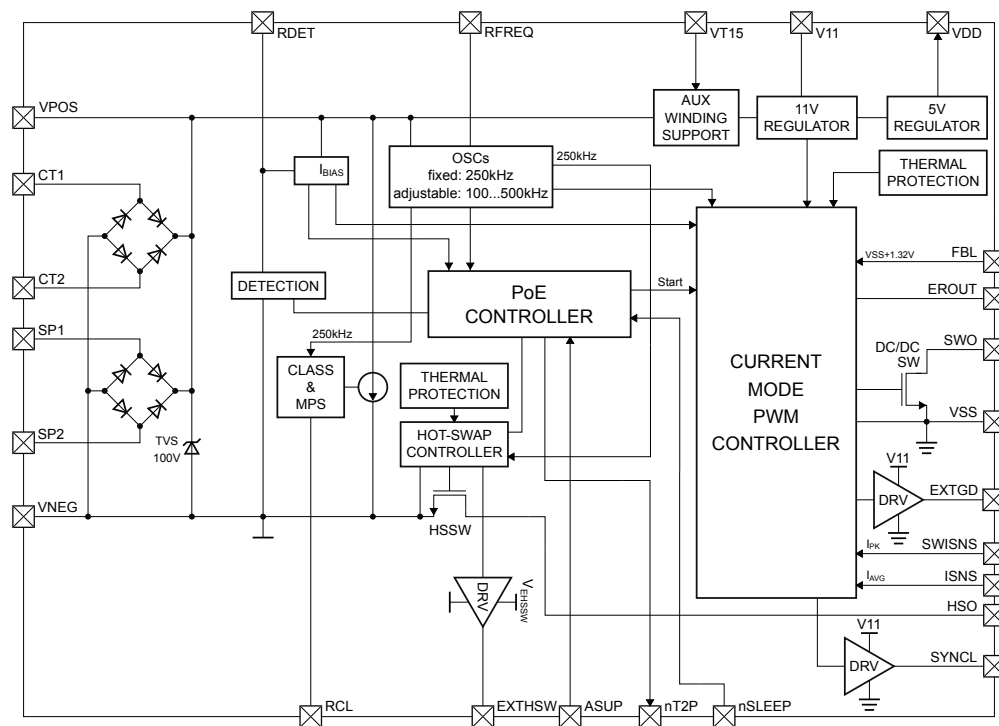 RDET
RFREQ
VT15
V11
VDD
VPOS
AUX
WINDING
SUPPORT
11V
REGULATOR
5V
REGULATOR
OSCs
fixed: 250kHz
adjustable: 100...500kHz
250kHz
THERMAL
PROTECTION
IBIAS
CT1
CT2
SP1
SP2
TVS
100V
VNEG
DETECTION
PoE
CONTROLLER
Start
250kHz
CLASS
&
MPS
THERMAL
PROTECTION
HOT-SWAP
CONTROLLER
HSSW
DRV
VEHSSW
CURRENT
MODE
PWM
CONTROLLER
VSS+1.32V
FBL
EROUT
SWO
DC/DC
SW
VSS
V11
DRV
EXTGD
IPK
SWISNS
IAVG
ISNS
HSO
V11
DRV
SYNCL
RCL
EXTHSW
ASUP
nT2P
nSLEEP